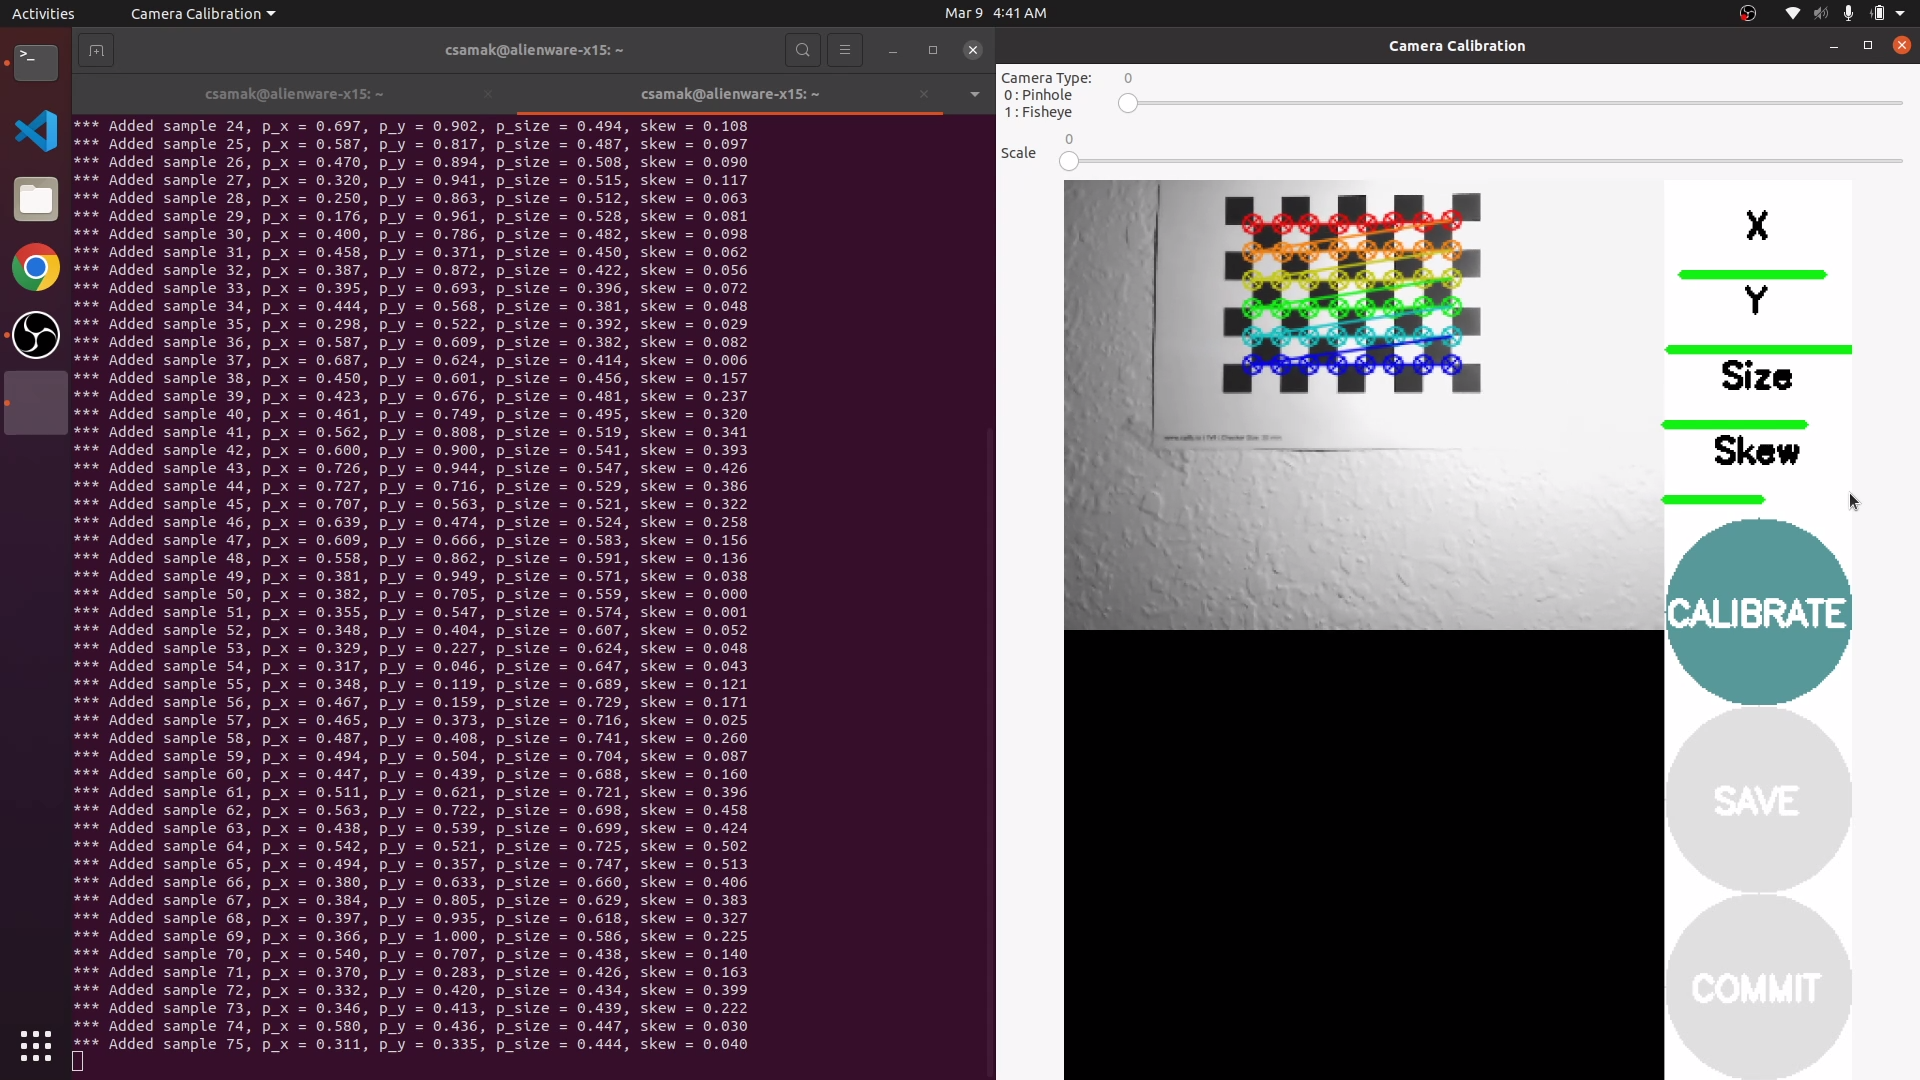 Activities
Camera Calibration
Mar 9 4:41 AM
csamak@alienware-x15: ~
csamak@alienware-x15: ~
csamak@alienware-x15: ~
*** Added sample 24, p_x = 0.697, p_y = 0.902, p_size = 0.494, skew = 0.108
*** Added sample 25, p_x = 0.587, p_y = 0.817, p_size = 0.487, skew = 0.097
*** Added sample 26, p_x = 0.470, p_y = 0.894, p_size = 0.508, skew = 0.090
*** Added sample 27, p_x = 0.320, p_y = 0.941, p_size = 0.515, skew = 0.117
*** Added sample 28, p_x = 0.250, p_y = 0.863, p_size = 0.512, skew = 0.063
*** Added sample 29, p_x = 0.176, p_y = 0.961, p_size = 0.528, skew = 0.081
*** Added sample 30, p_x = 0.400, p_y = 0.786, p_size = 0.482, skew = 0.098
*** Added sample 31, p_x = 0.458, p_y = 0.371, p_size = 0.450, skew = 0.062
*** Added sample 32, p_x = 0.387, p_y = 0.872, p_size = 0.422, skew = 0.056
*** Added sample 33, p_x = 0.395, p_y = 0.693, p_size = 0.396, skew = 0.072
*** Added sample 34, p_x = 0.444, p_y = 0.568, p_size = 0.381, skew = 0.048
*** Added sample 35, p_x = 0.298, p_y = 0.522, p_size = 0.392, skew = 0.029
*** Added sample 36, p_x = 0.587, p_y = 0.609, p_size = 0.382, skew = 0.082
*** Added sample 37, p_x = 0.687, p_y = 0.624, p_size = 0.414, skew = 0.006
*** Added sample 38, p_x = 0.450, p_y = 0.601, p_size = 0.456, skew = 0.157
*** Added sample 39, p_x = 0.423, p_y = 0.676, p_size = 0.481, skew = 0.237
*** Added sample 40, p_x = 0.461, p_y = 0.749, p_size = 0.495, skew = 0.320
*** Added sample 41, p_x = 0.562, p_y = 0.808, p_size = 0.519, skew = 0.341
*** Added sample 42, p_x = 0.600, p_y = 0.900, p_size = 0.541, skew = 0.393
*** Added sample 43, p_x = 0.726, p_y = 0.944, p_size = 0.547, skew = 0.426
*** Added sample 44, p_x = 0.727, p_y = 0.716, p_size = 0.529, skew = 0.386
*** Added sample 45, p_x = 0.707, p_y = 0.563, p_size = 0.521, skew = 0.322
*** Added sample 46, p_x = 0.639, p_y = 0.474, p_size = 0.524, skew = 0.258
*** Added sample 47, p_x = 0.609, p_y = 0.666, p_size = 0.583, skew = 0.156
*** Added sample 48, p_x = 0.558, p_y = 0.862, p_size = 0.591, skew = 0.136
*** Added sample 49, p_x = 0.381, p_y = 0.949, p_size = 0.571, skew = 0.038
*** Added sample 50, p_x = 0.382, p_y = 0.705, p_size = 0.559, skew = 0.000
*** Added sample 51, p_x = 0.355, p_y = 0.547, p_size = 0.574, skew = 0.001
*** Added sample 52, p_x = 0.348, p_y = 0.404, p_size = 0.607, skew = 0.052
*** Added sample 53, p_x = 0.329, p_y = 0.227, p_size = 0.624, skew = 0.048
*** Added sample 54, p_x = 0.317, p_y = 0.046, p_size = 0.647, skew = 0.043
*** Added sample 55, p_x = 0.348, p_y = 0.119, p_size = 0.689, skew = 0.121
*** Added sample 56, p_x = 0.467, p_y = 0.159, p_size = 0.729, skew = 0.171
*** Added sample 57, p_x = 0.465, p_y = 0.373, p_size = 0.716, skew = 0.025
*** Added sample 58, p_x = 0.487, p_y = 0.408, p_size = 0.741, skew = 0.260
*** Added sample 59, p_x = 0.494, p_y = 0.504, p_size = 0.704, skew = 0.087
*** Added sample 60, p_x = 0.447, p_y = 0.439, p_size = 0.688, skew = 0.160
*** Added sample 61, p_x = 0.511, p_y = 0.621, p_size = 0.721, skew = 0.396
*** Added sample 62, p_x = 0.563, p_y = 0.722, p_size = 0.698, skew = 0.458
*** Added sample 63, p_x = 0.438, p_y = 0.539, p_size = 0.699, skew = 0.424
*** Added sample 64, p_x = 0.542, p_y = 0.521, p_size = 0.725, skew = 0.502
*** Added sample 65, p_x = 0.494, p_y = 0.357, p_size = 0.747, skew = 0.513
*** Added sample 66, p_x = 0.380, p_y = 0.633, p_size = 0.660, skew = 0.406
*** Added sample 67, p_x = 0.384, p_y = 0.805, p_size = 0.629, skew = 0.383
*** Added sample 68, p_x = 0.397, p_y = 0.935, p_size = 0.618, skew = 0.327
*** Added sample 69, p_x = 0.366, p_y = 1.000, p_size = 0.586, skew = 0.225
*** Added sample 70, p_x = 0.540, p_y = 0.707, p_size = 0.438, skew = 0.140
*** Added sample 71, p_x = 0.370, p_y = 0.283, p_size = 0.426, skew = 0.163
*** Added sample 72, p_x = 0.332, p_y = 0.420, p_size = 0.434, skew = 0.399
*** Added sample 73, p_x = 0.346, p_y = 0.413, p_size = 0.439, skew = 0.222
*** Added sample 74, p_x = 0.580, p_y = 0.436, p_size = 0.447, skew = 0.030
*** Added sample 75, p_x = 0.311, p_y = 0.335, p_size = 0.444, skew = 0.040
Camera Calibration
Camera Type:
0 : Pinhole
1 : Fisheye
0
Scale
0
X
Y
Size
Skew
CALIBRATE
SAVE
COMMIT